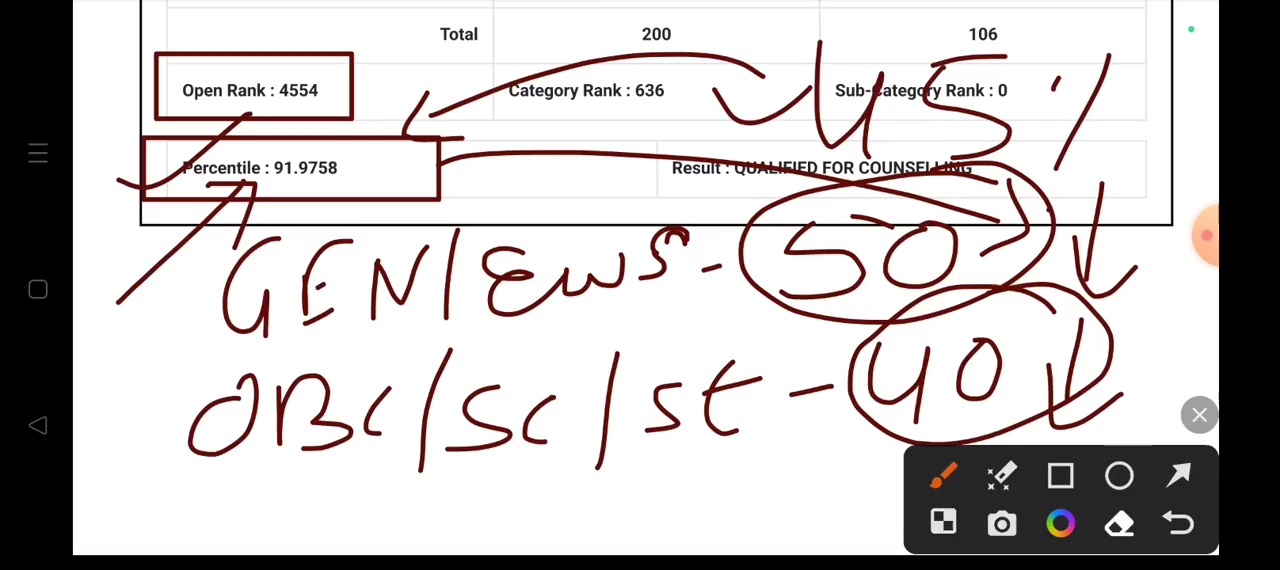 Total 200 106
Open Rank : 4554 Category Rank : 636 Sub-Category Rank : 0
45%
Percentile : 91.9758 Result : QUALIFIED FOR COUNSELLING
GEN/EWS - 50
OBC/SC/ST - 40